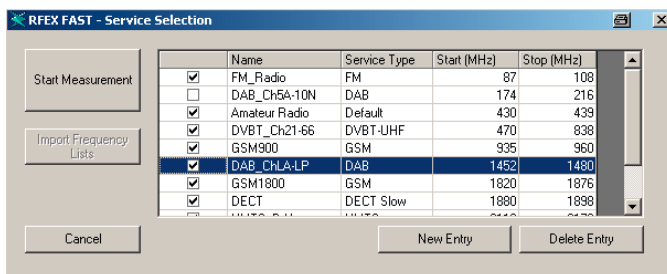 RFEX FAST - Service Selection
Start Measurement
Import Frequency
Lists
Cancel
Name Service Type Start (MHz) Stop (MHz)
FM_Radio FM 87 108
DAB_Ch5A-10N DAB 174 216
Amateur Radio Default 430 439
DVBT_Ch21-66 DVBT-UHF 470 838
GSM900 GSM 935 960
DAB_ChLA-LP DAB 1452 1480
GSM1800 GSM 1820 1876
DECT DECT Slow 1880 1898
New Entry Delete Entry